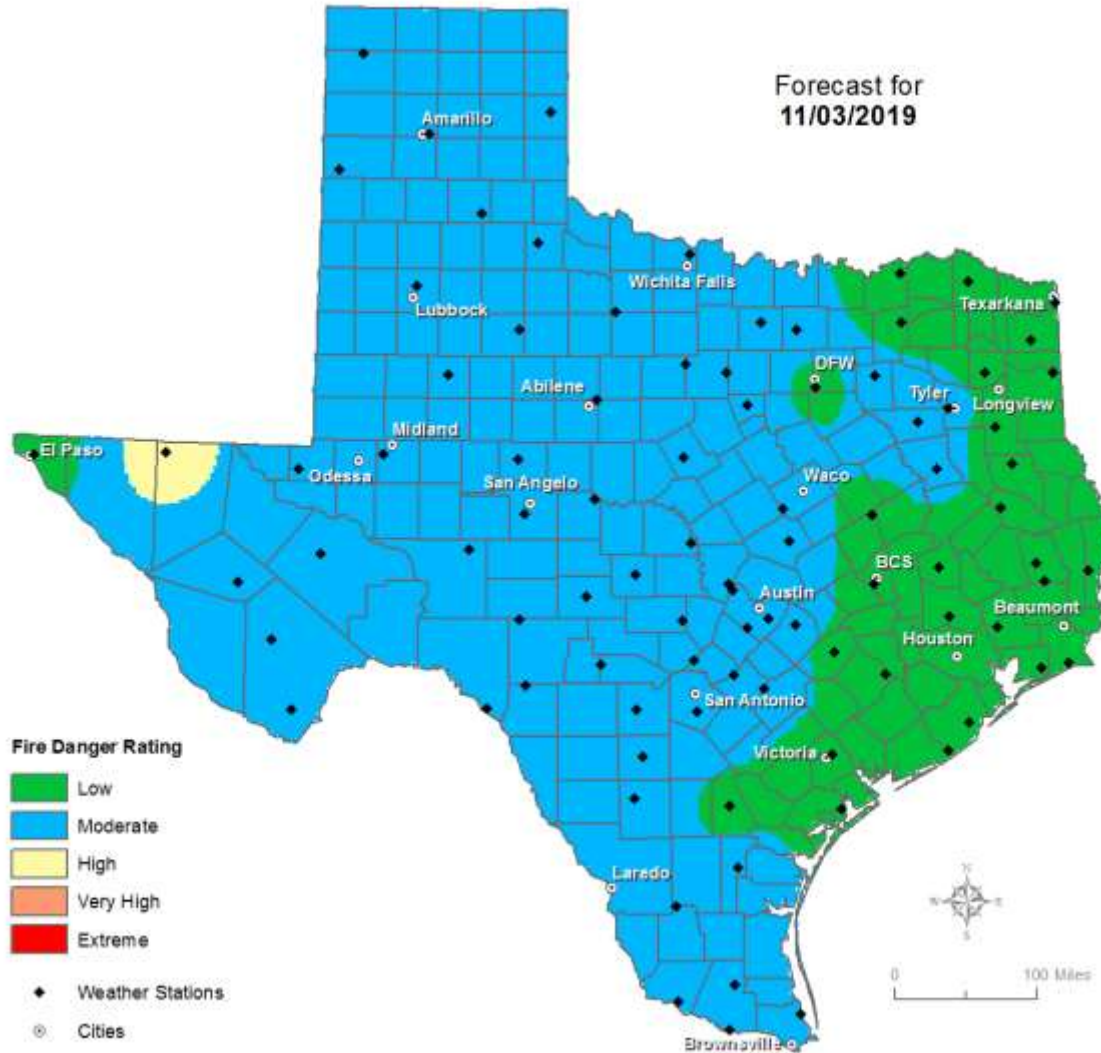 Forecast for
11/03/2019
Amarillo
Wichita Falls
Texarkana
Lubbock
DFW
Abilene
Tyler
Longview
Midland
El Paso
Odessa
San Angelo
Waco
BCS
Austin
Beaumont
Houston
San Antonio
Fire Danger Rating
Victoria
Low
Moderate
High
Laredo
Very High
N
W
E
S
Extreme
0
100 Miles
Weather Stations
Cities
Brownsville